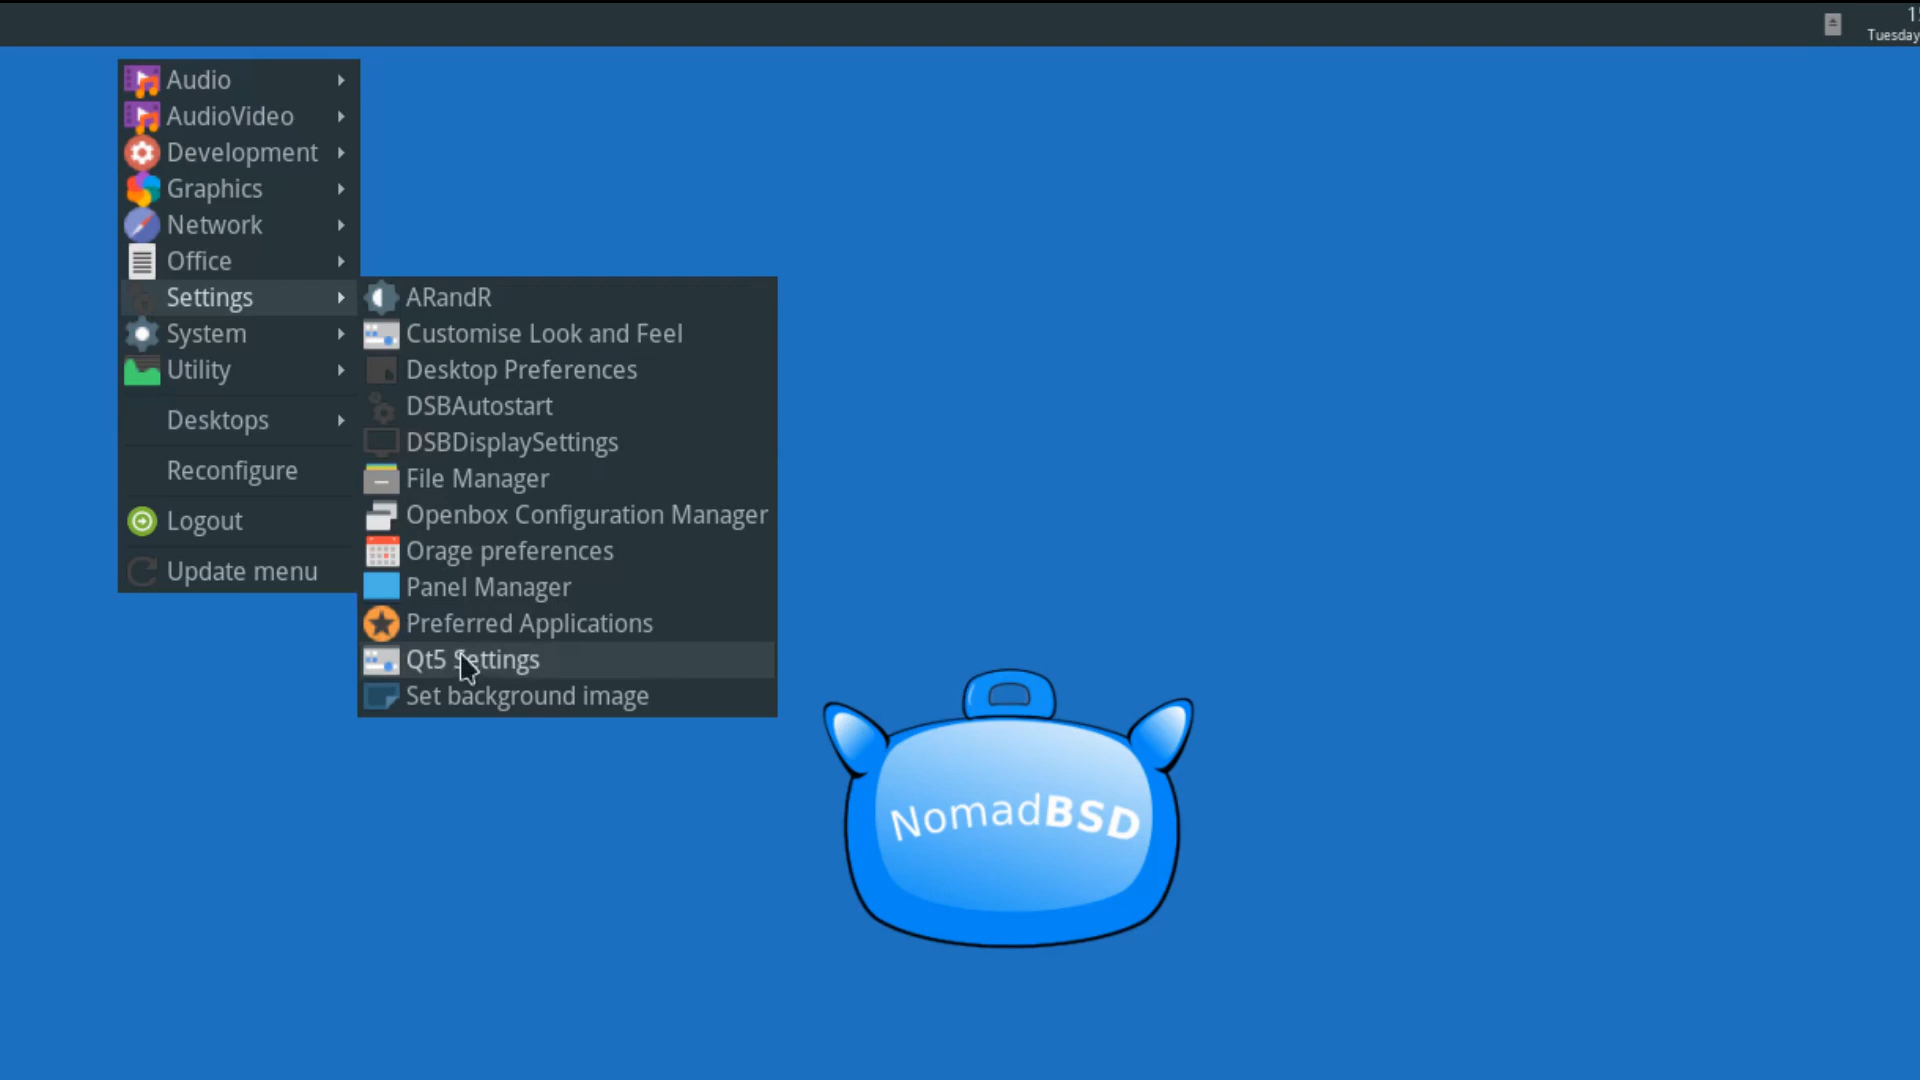 Tuesday
Audio
AudioVideo
Development
Graphics
Network
Office
Settings
System
Utility
Desktops
Reconfigure
Logout
Update menu
ARandR
Customise Look and Feel
Desktop Preferences
DSBAutostart
DSBDisplaySettings
File Manager
Openbox Configuration Manager
Orage preferences
Panel Manager
Preferred Applications
Qt5 Settings
Set background image
NomadBSD